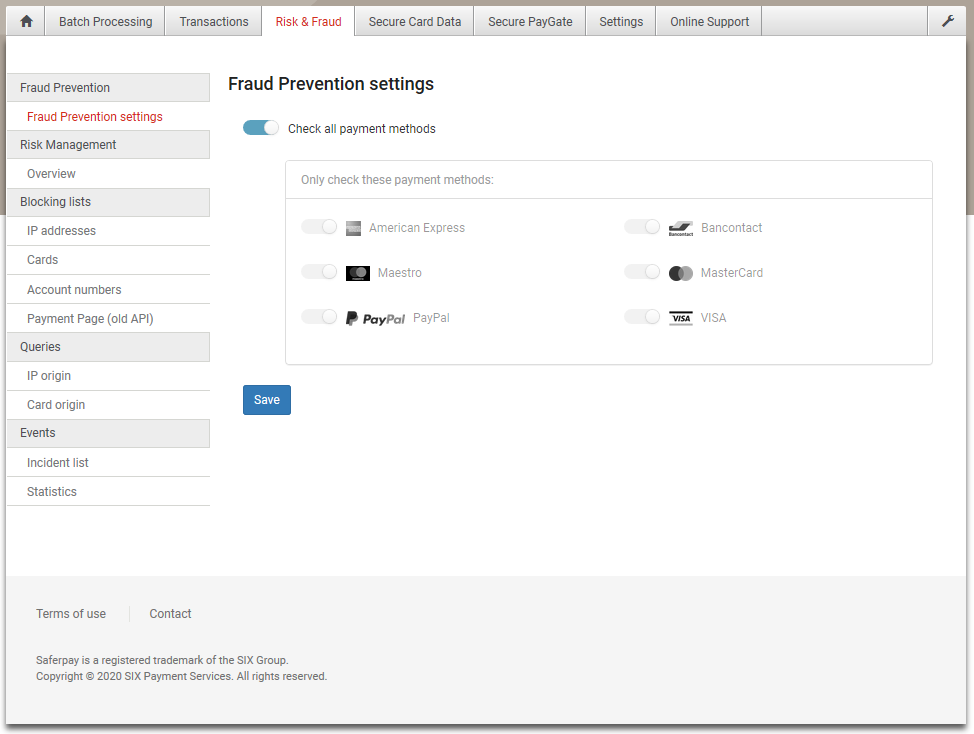 Batch Processing
Transactions
Risk & Fraud
Secure Card Data
Secure PayGate
Settings
Online Support
Fraud Prevention
Fraud Prevention settings
Risk Management
Overview
Blocking lists
IP addresses
Cards
Account numbers
Payment Page (old API)
Queries
IP origin
Card origin
Events
Incident list
Statistics
Fraud Prevention settings
Check all payment methods
Only check these payment methods:
American Express
Bancontact Bancontact
Maestro
MasterCard
PayPal PayPal
VISA VISA
Save
Terms of use
Contact
Saferpay is a registered trademark of the SIX Group.
Copyright © 2020 SIX Payment Services. All rights reserved.